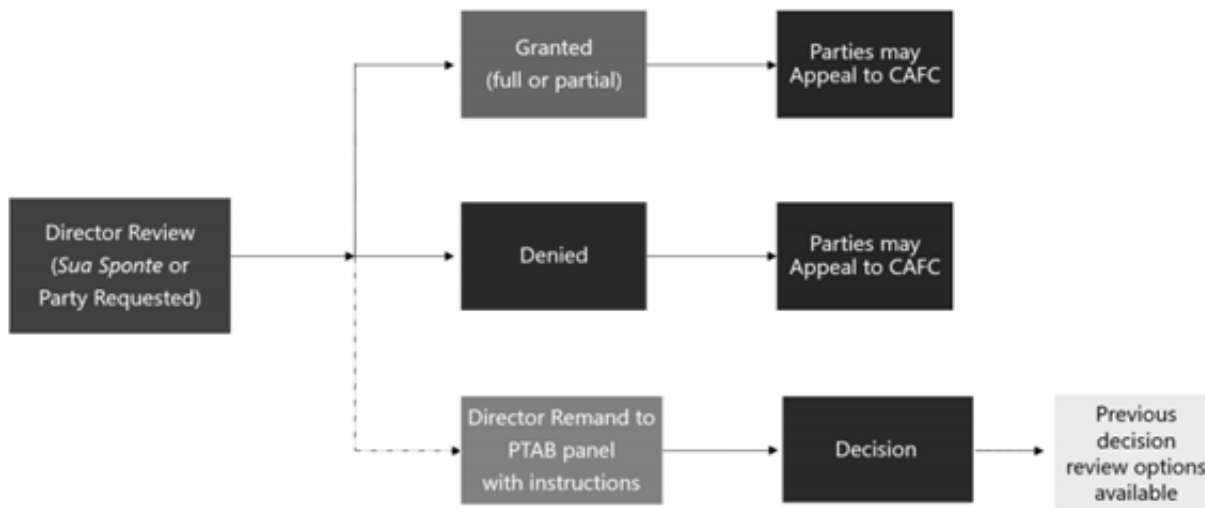 Granted
(full or partial)
Parties may
Appeal to CAFC
Director Review
(Sua Sponte or
Party Requested)
Denied
Parties may
Appeal to CAFC
Director Remand to
PTAB panel
with instructions
Decision
Previous
decision
review options
available